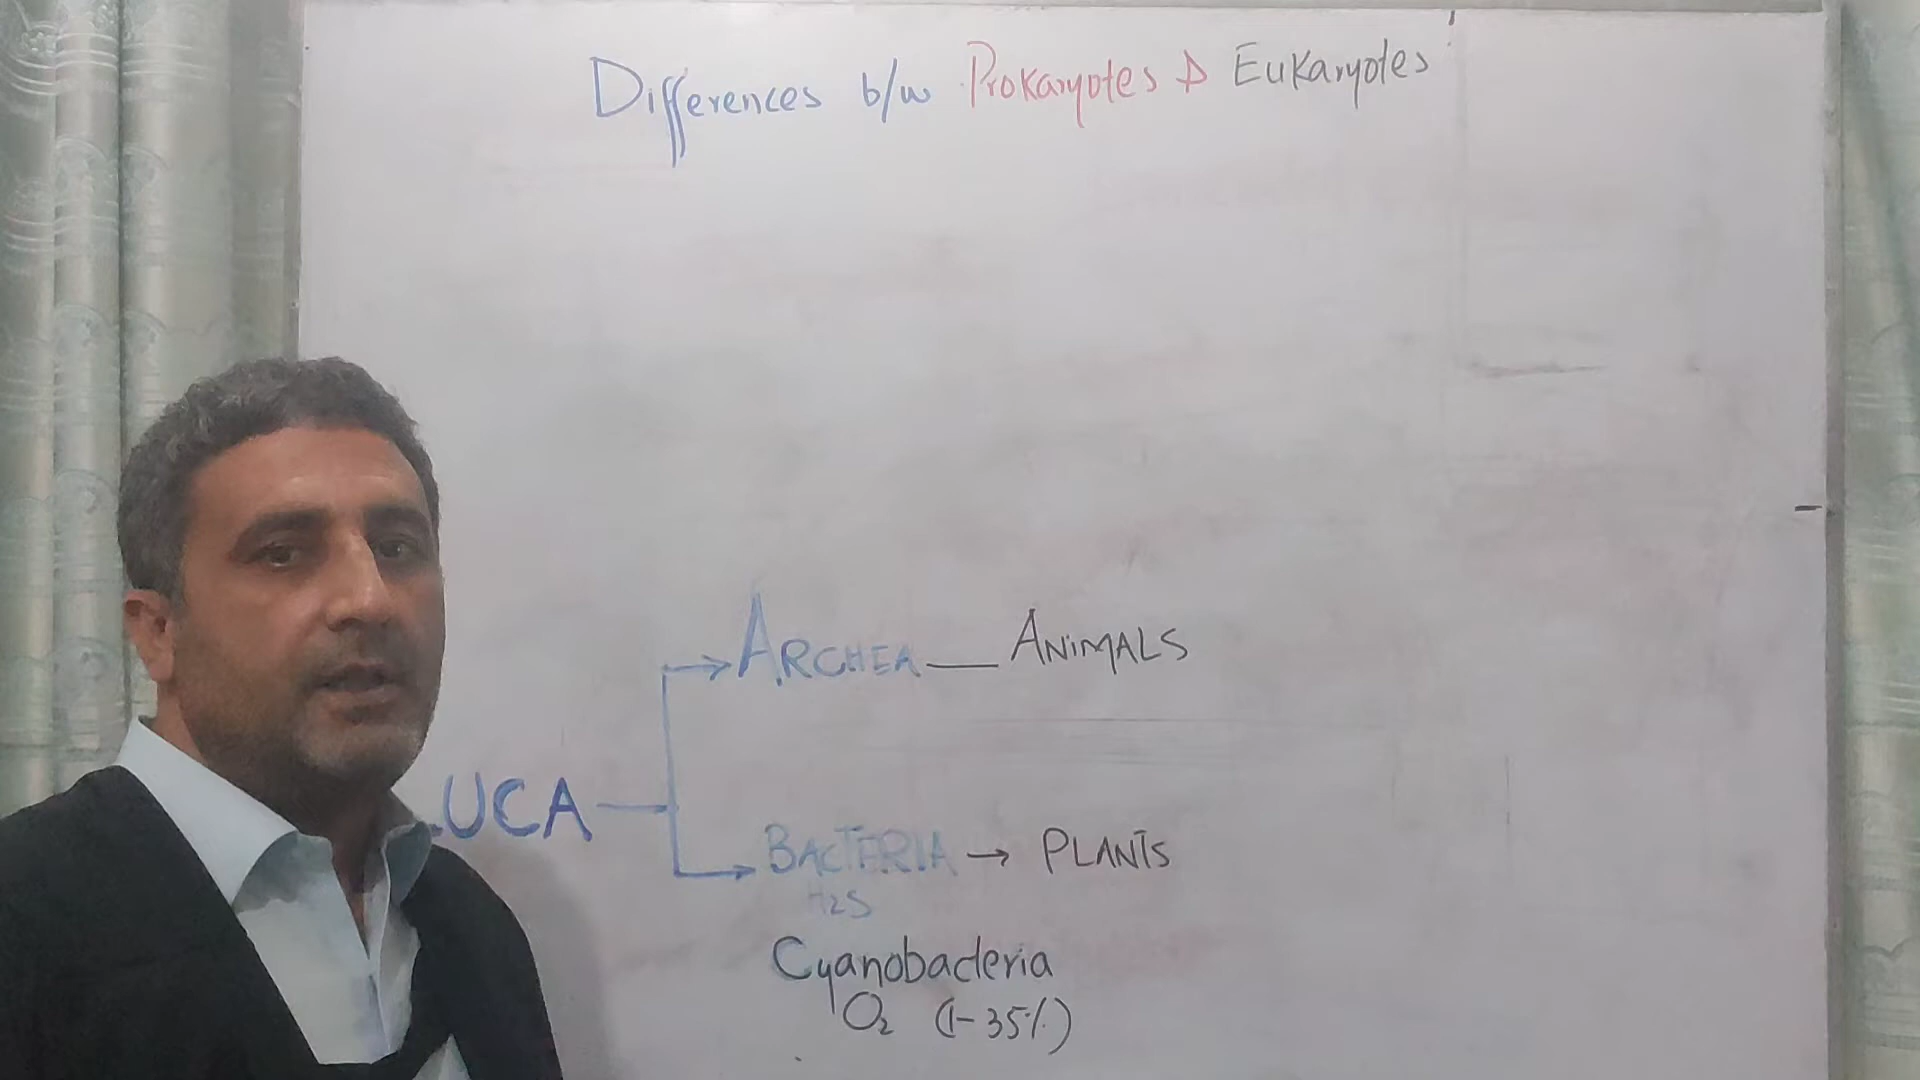 Differences b/w Prokaryotes & Eukaryotes
ARCHEA — ANIMALS
LUCA
BACTERIA → PLANTS
H2S
Cyanobacteria
O2 (1-35%)